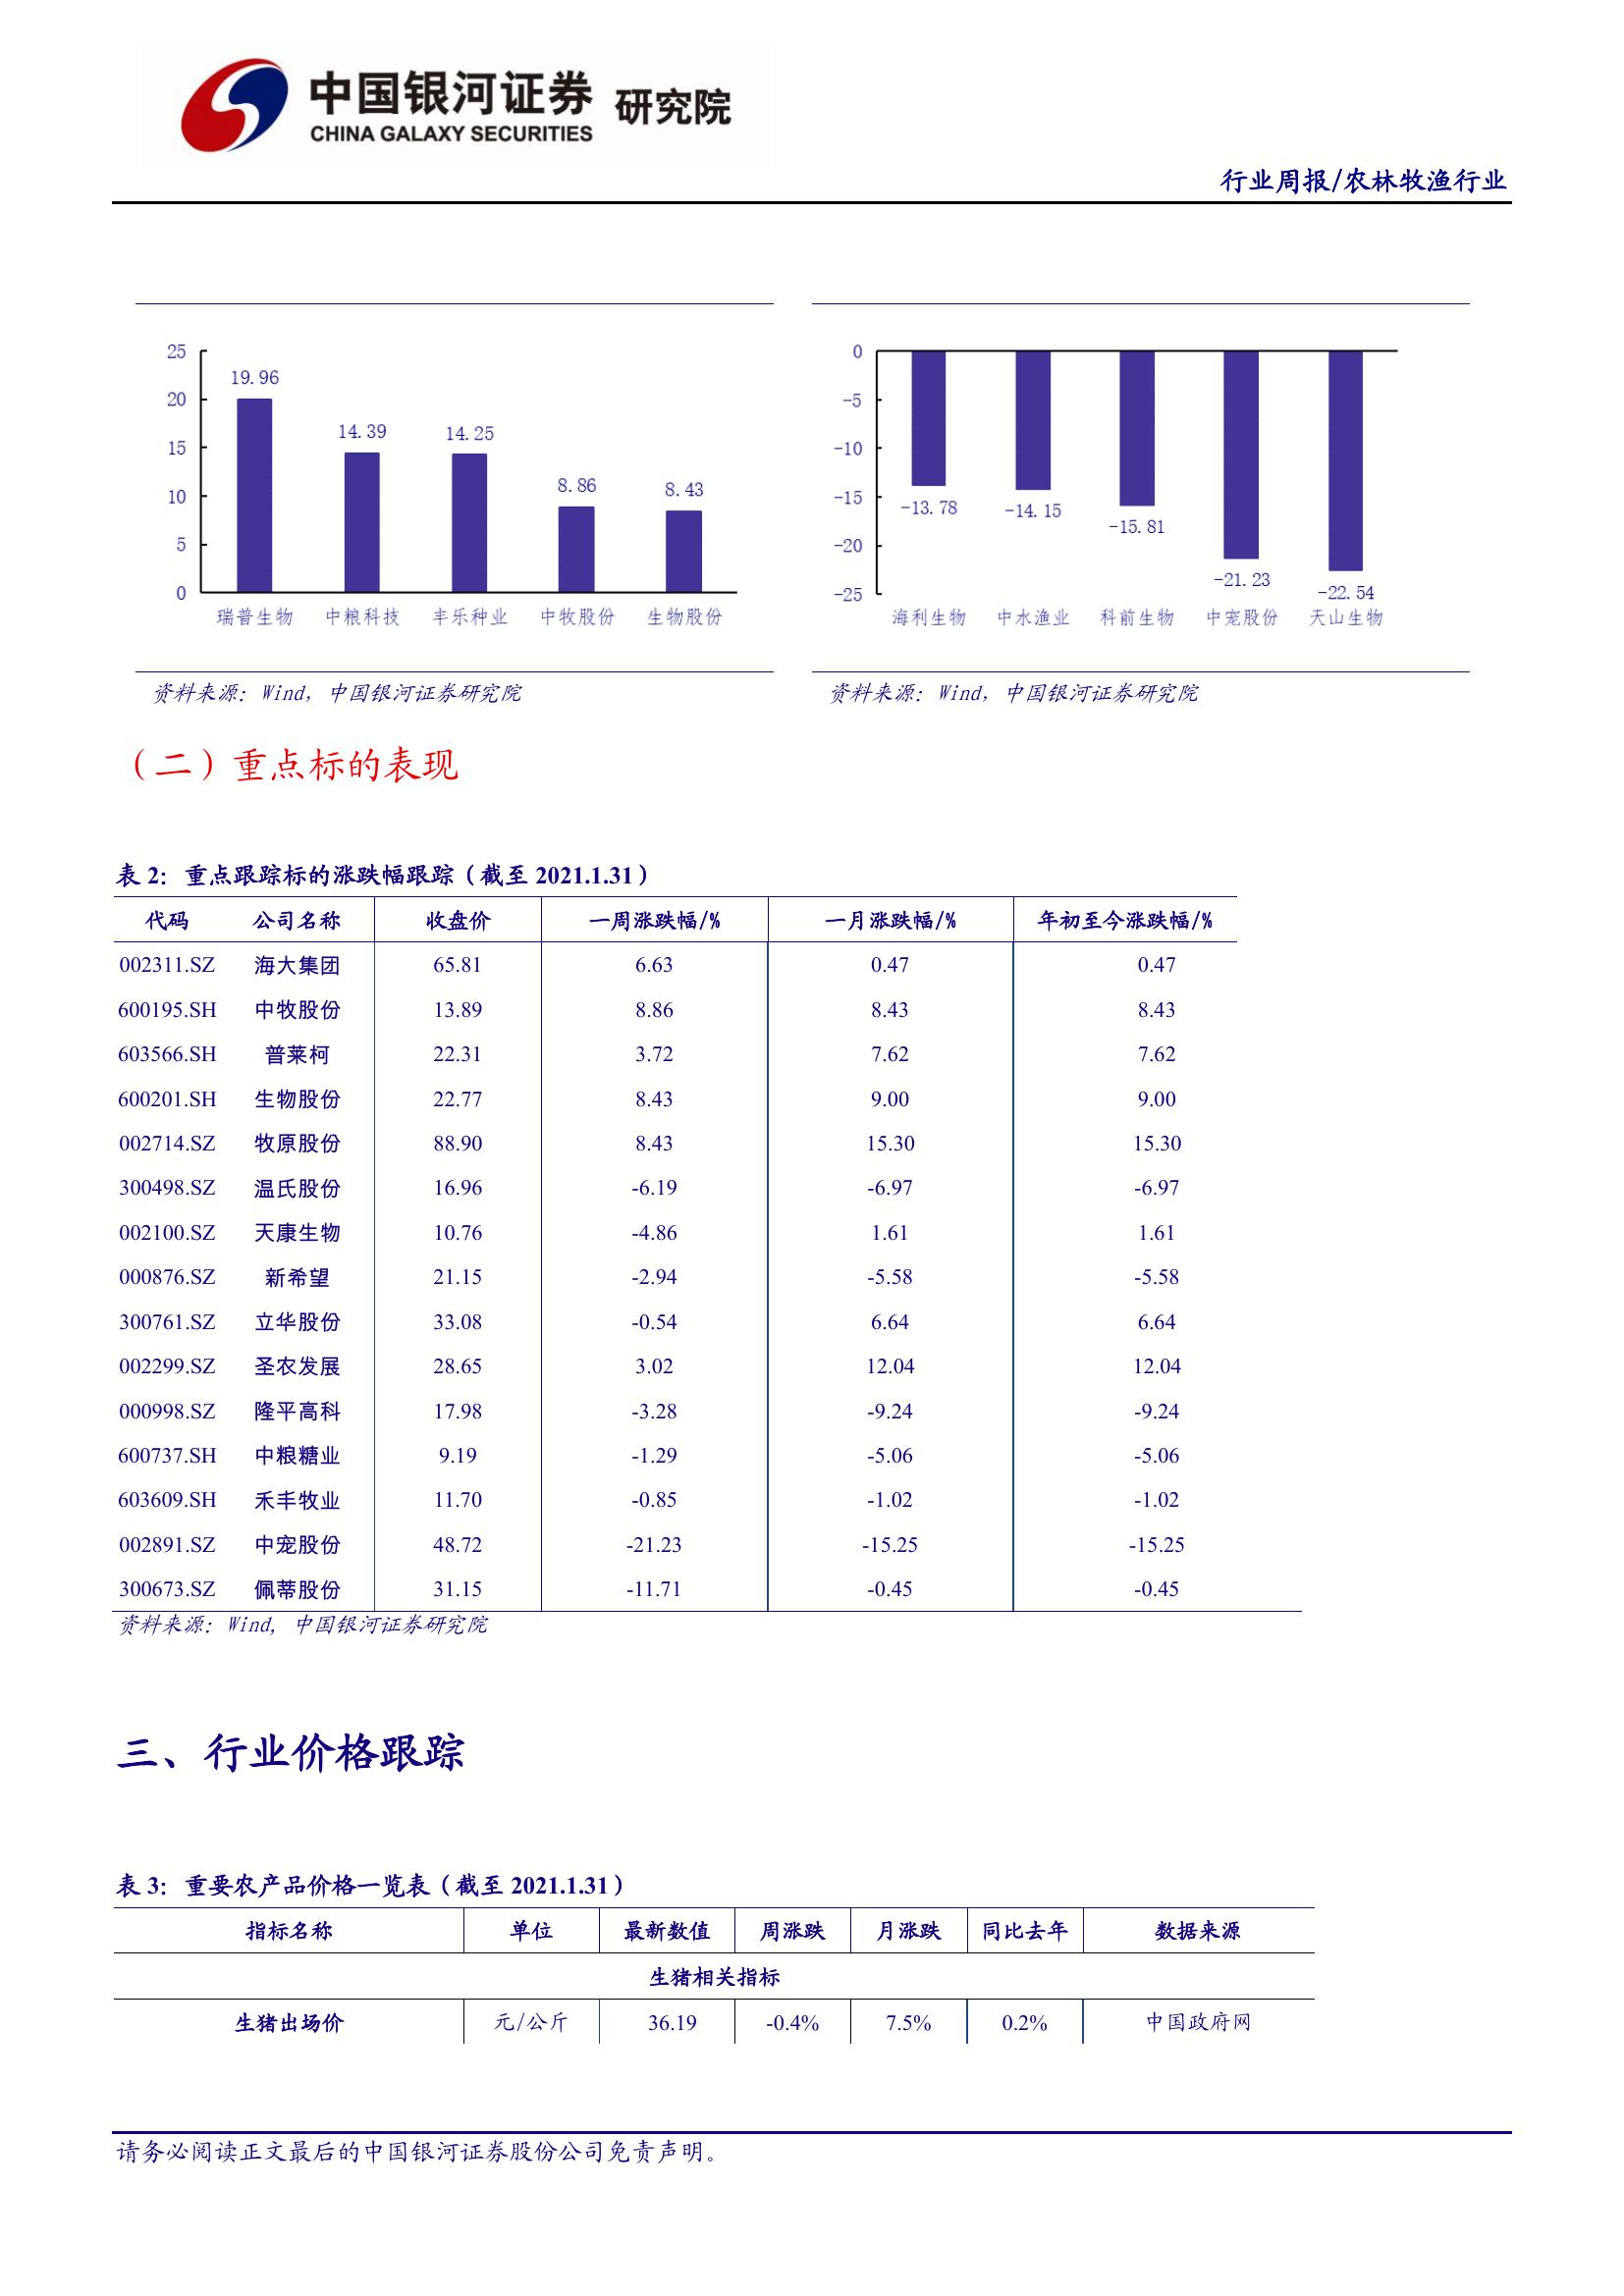 中国银河证券 研究院
CHINA GALAXY SECURITIES
行业周报/农林牧渔行业
25
20
15
10
5
0
19.96
14.39
14.25
8.86
8.43
瑞普生物 中粮科技 丰乐种业 中牧股份 生物股份
资料来源：Wind，中国银河证券研究院
0
-5
-10
-15
-20
-25
-13.78
-14.15
-15.81
-21.23
-22.54
海利生物 中水渔业 科前生物 中宠股份 天山生物
资料来源：Wind，中国银河证券研究院
（二）重点标的表现
表 2：重点跟踪标的涨跌幅跟踪（截至 2021.1.31）
代码 公司名称 收盘价 一周涨跌幅/% 一月涨跌幅/% 年初至今涨跌幅/%
002311.SZ 海大集团 65.81 6.63 0.47 0.47
600195.SH 中牧股份 13.89 8.86 8.43 8.43
603566.SH 普莱柯 22.31 3.72 7.62 7.62
600201.SH 生物股份 22.77 8.43 9.00 9.00
002714.SZ 牧原股份 88.90 8.43 15.30 15.30
300498.SZ 温氏股份 16.96 -6.19 -6.97 -6.97
002100.SZ 天康生物 10.76 -4.86 1.61 1.61
000876.SZ 新希望 21.15 -2.94 -5.58 -5.58
300761.SZ 立华股份 33.08 -0.54 6.64 6.64
002299.SZ 圣农发展 28.65 3.02 12.04 12.04
000998.SZ 隆平高科 17.98 -3.28 -9.24 -9.24
600737.SH 中粮糖业 9.19 -1.29 -5.06 -5.06
603609.SH 禾丰牧业 11.70 -0.85 -1.02 -1.02
002891.SZ 中宠股份 48.72 -21.23 -15.25 -15.25
300673.SZ 佩蒂股份 31.15 -11.71 -0.45 -0.45
资料来源：Wind，中国银河证券研究院
三、行业价格跟踪
表 3：重要农产品价格一览表（截至 2021.1.31）
指标名称 单位 最新数值 周涨跌 月涨跌 同比去年 数据来源
生猪相关指标
生猪出场价 元/公斤 36.19 -0.4% 7.5% 0.2% 中国政府网
请务必阅读正文最后的中国银河证券股份公司免责声明。